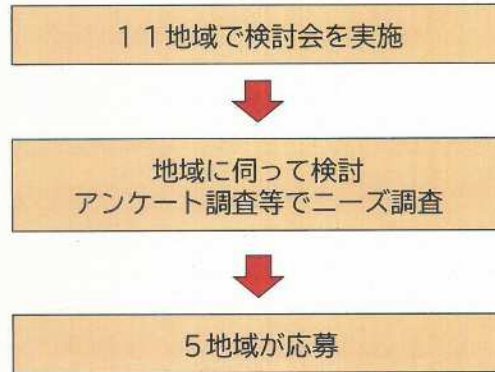 １１地域で検討会を実施
地域に伺って検討
アンケート調査等でニーズ調査
５地域が応募